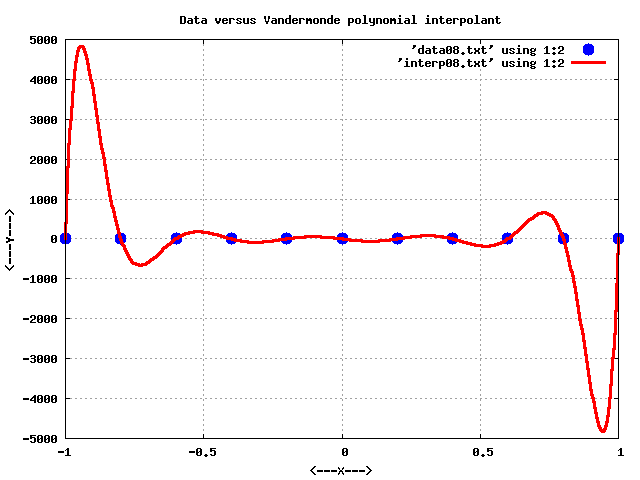 Data versus Vandermonde polynomial interpolant
'data08.txt' using 1:2
'interp08.txt' using 1:2
5000
4000
3000
2000
1000
0
-1000
-2000
-3000
-4000
-5000
<---Y--->
-1 -0.5 0 0.5 1
<---X--->